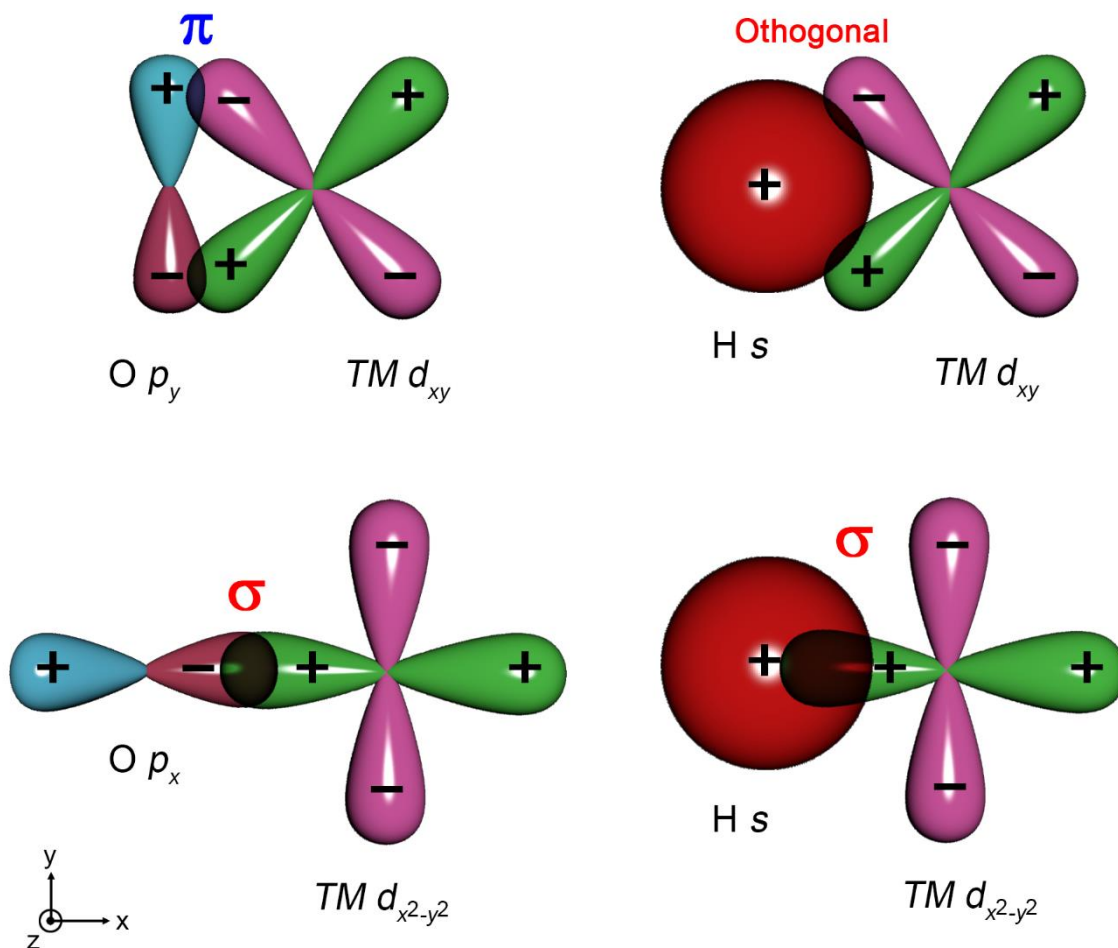 π
Othogonal
+ − +
− + −
+
− +
+ −
O p_y
TM d_xy
H s
TM d_xy
σ
σ
−
+ − + +
−
−
+ + +
−
O p_x
H s
TM d_x²-y²
TM d_x²-y²
y
x
z